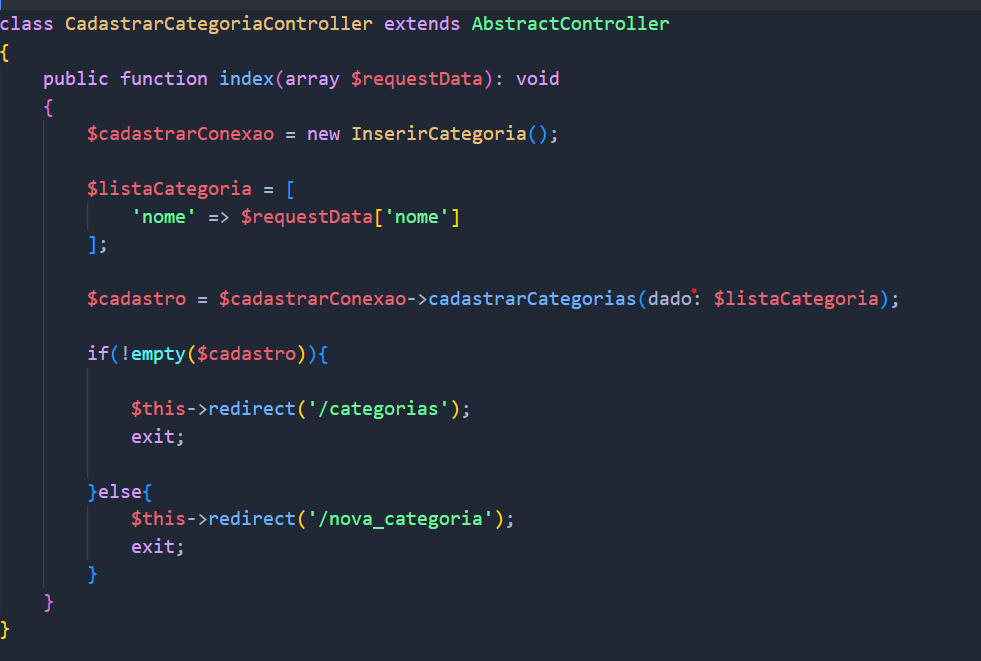 class CadastrarCategoriaController extends AbstractController
{
public function index(array $requestData): void
{
$cadastrarConexao = new InserirCategoria();
$listaCategoria = [
'nome' => $requestData['nome']
];
$cadastro = $cadastrarConexao->cadastrarCategorias(dado: $listaCategoria);
if(!empty($cadastro)){
$this->redirect('/categorias');
exit;
}else{
$this->redirect('/nova_categoria');
exit;
}
}
}